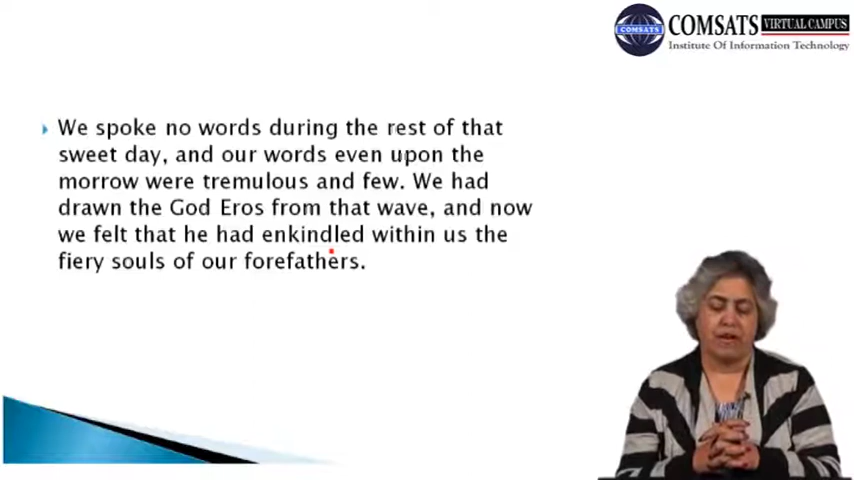 COMSATS VIRTUAL CAMPUS
COMSATS
Institute Of Information Technology
We spoke no words during the rest of that
sweet day, and our words even upon the
morrow were tremulous and few. We had
drawn the God Eros from that wave, and now
we felt that he had enkindled within us the
fiery souls of our forefathers.